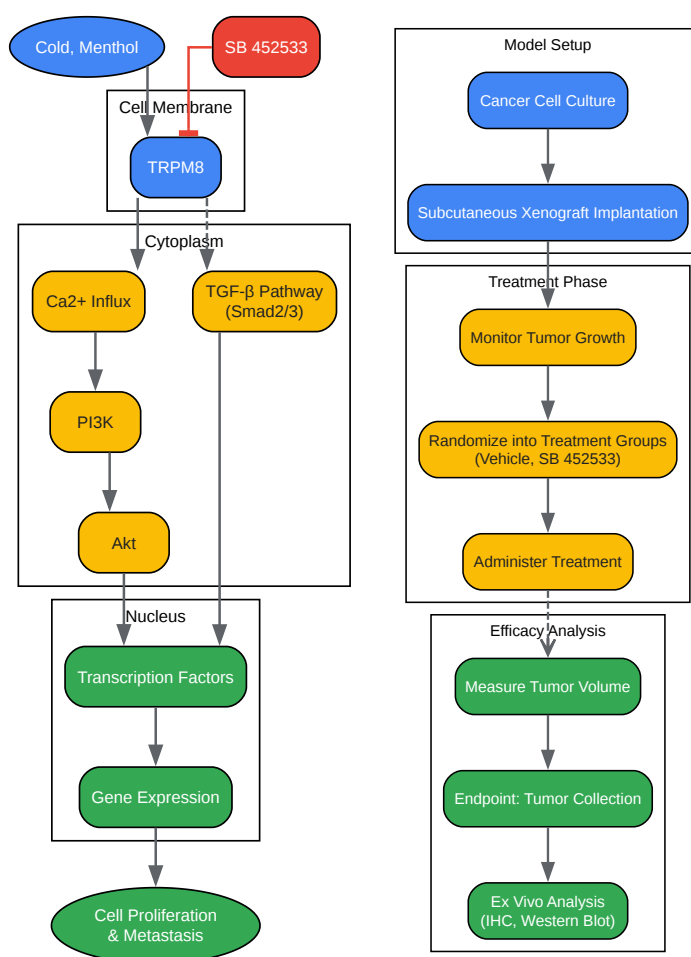 Cold, Menthol
SB 452533
Cell Membrane
TRPM8
Cytoplasm
Ca2+ Influx
TGF-β Pathway
(Smad2/3)
PI3K
Akt
Nucleus
Transcription Factors
Gene Expression
Cell Proliferation
& Metastasis
Model Setup
Cancer Cell Culture
Subcutaneous Xenograft Implantation
Treatment Phase
Monitor Tumor Growth
Randomize into Treatment Groups
(Vehicle, SB 452533)
Administer Treatment
Efficacy Analysis
Measure Tumor Volume
Endpoint: Tumor Collection
Ex Vivo Analysis
(IHC, Western Blot)